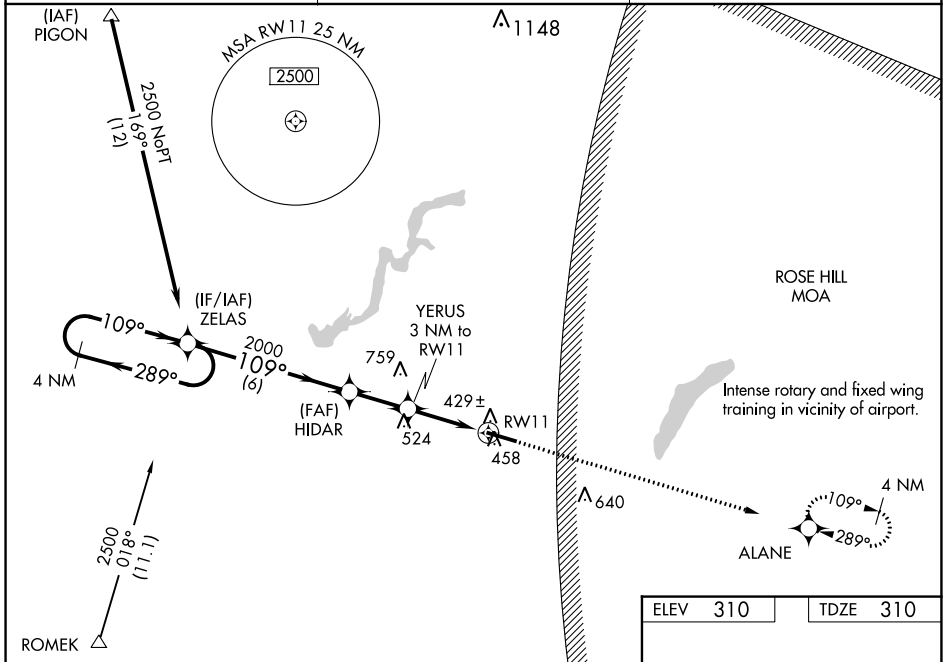 (IAF)
PIGON
1148
MSA RW11 25 NM
2500
2500 NoPT
169°
(12)
(IF/IAF)
ZELAS
109°
289°
4 NM
2000
109°
(6)
(FAF)
HIDAR
YERUS
3 NM to
RW11
759
524
429±
RW11
458
640
ROSE HILL
MOA
Intense rotary and fixed wing
training in vicinity of airport.
4 NM
109°
289°
ALANE
2500
018°
(11.1)
ROMEK
ELEV 310
TDZE 310